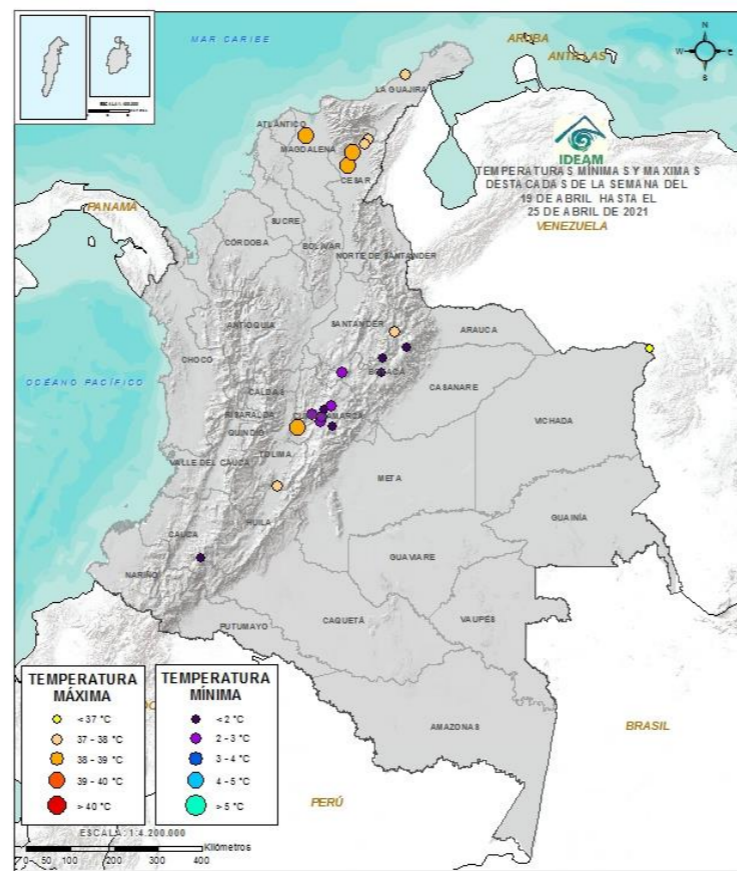 N
W
E
S
MAR CARIBE
ARUBA
ANTILLAS
LA GUAJIRA
ATLÁNTICO
MAGDALENA
CESAR
IDEAM
TEMPERATURAS MÍNIMAS Y MAXIMAS
DESTACADAS DE LA SEMANA DEL
19 DE ABRIL HASTA EL
25 DE ABRIL DE 2021
VENEZUELA
PANAMÁ
SUCRE
CÓRDOBA
BOLÍVAR
NORTE DE SANTANDER
ANTIOQUIA
SANTANDER
ARAUCA
CHOCÓ
OCÉANO PACÍFICO
CALDAS
CASANARE
RISARALDA
QUINDIO
VICHADA
TOLIMA
VALLE DEL CAUCA
META
HUILA
GUAINÍA
CAUCA
GUAVIARE
NARIÑO
PUTUMAYO
CAQUETÁ
VAUPÉS
AMAZONAS
BRASIL
PERÚ
TEMPERATURA
MÁXIMA
< 37 °C
37 - 38 °C
38 - 39 °C
39 - 40 °C
> 40 °C
TEMPERATURA
MÍNIMA
< 2 °C
2 - 3 °C
3 - 4 °C
4 - 5 °C
> 5 °C
ESCALA:1:4.200.000
0 50 100 200 300 400
Kilómetros